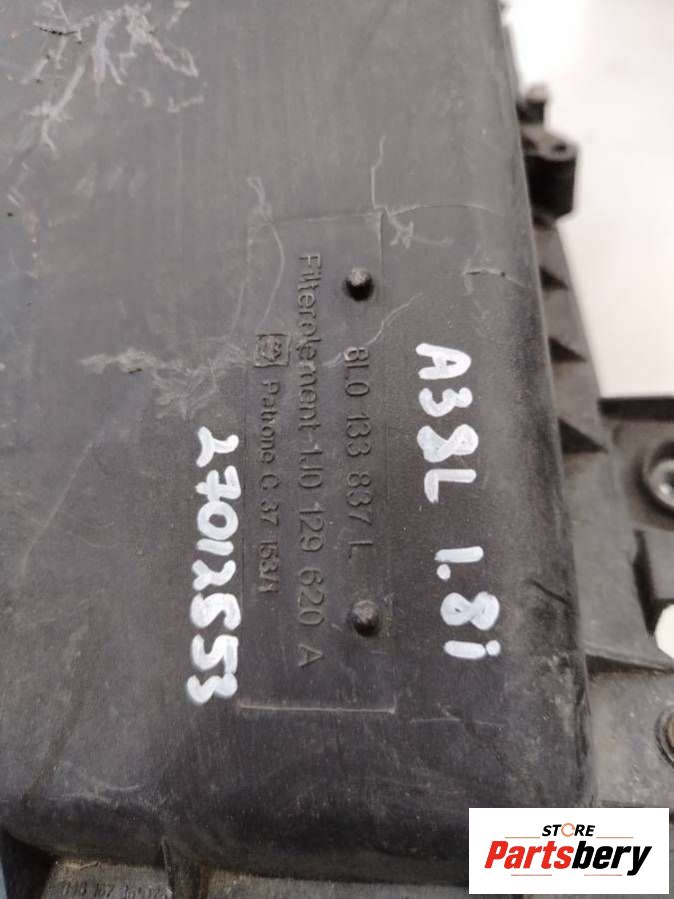 8L0 133 837 L
Filterelement 1J0 129 620 A
Patrone C 37 153/1
A38L 1.8i
27012553
STORE
Partsbery